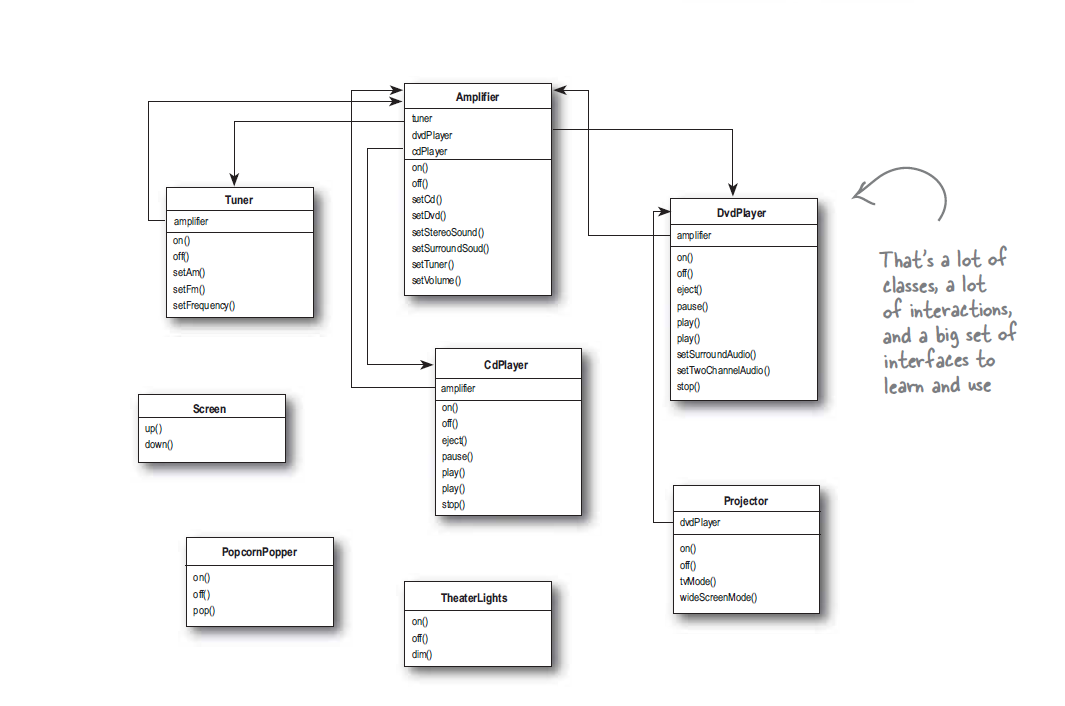 Amplifier
tuner
dvdPlayer
cdPlayer
on()
off()
setCd()
setDvd()
setStereoSound()
setSurroundSoud()
setTuner()
setVolume()
Tuner
amplifier
on()
off()
setAm()
setFm()
setFrequency()
DvdPlayer
amplifier
on()
off()
eject()
pause()
play()
play()
setSurroundAudio()
setTwoChannelAudio()
stop()
That's a lot of
classes, a lot
of interactions,
and a big set of
interfaces to
learn and use
CdPlayer
amplifier
on()
off()
eject()
pause()
play()
play()
stop()
Screen
up()
down()
Projector
dvdPlayer
on()
off()
tvMode()
wideScreenMode()
PopcornPopper
on()
off()
pop()
TheaterLights
on()
off()
dim()